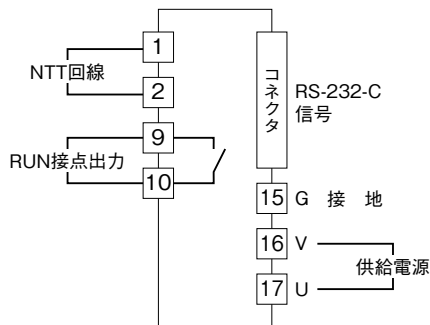 1
NTT回線
2
9
RUN接点出力
10
コネクタ
RS-232-C
信号
15 G 接 地
16 V
供給電源
17 U